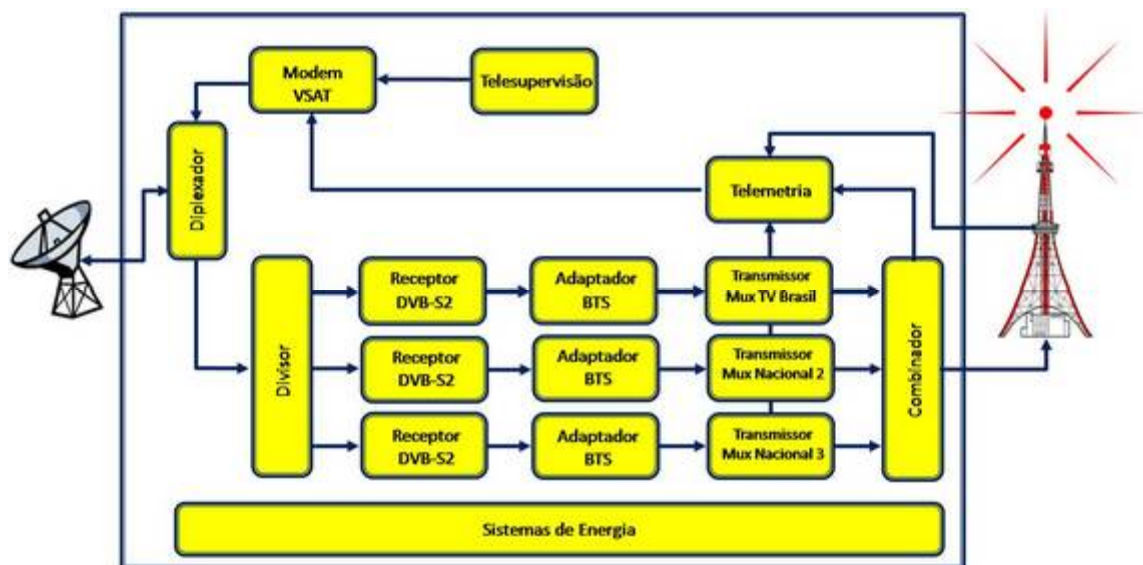 Modem
VSAT
Telesupervisão
Diplexador
Telemetria
Divisor
Receptor
DVB-S2
Adaptador
BTS
Transmissor
Mux TV Brasil
Receptor
DVB-S2
Adaptador
BTS
Transmissor
Mux Nacional 2
Receptor
DVB-S2
Adaptador
BTS
Transmissor
Mux Nacional 3
Combinador
Sistemas de Energia